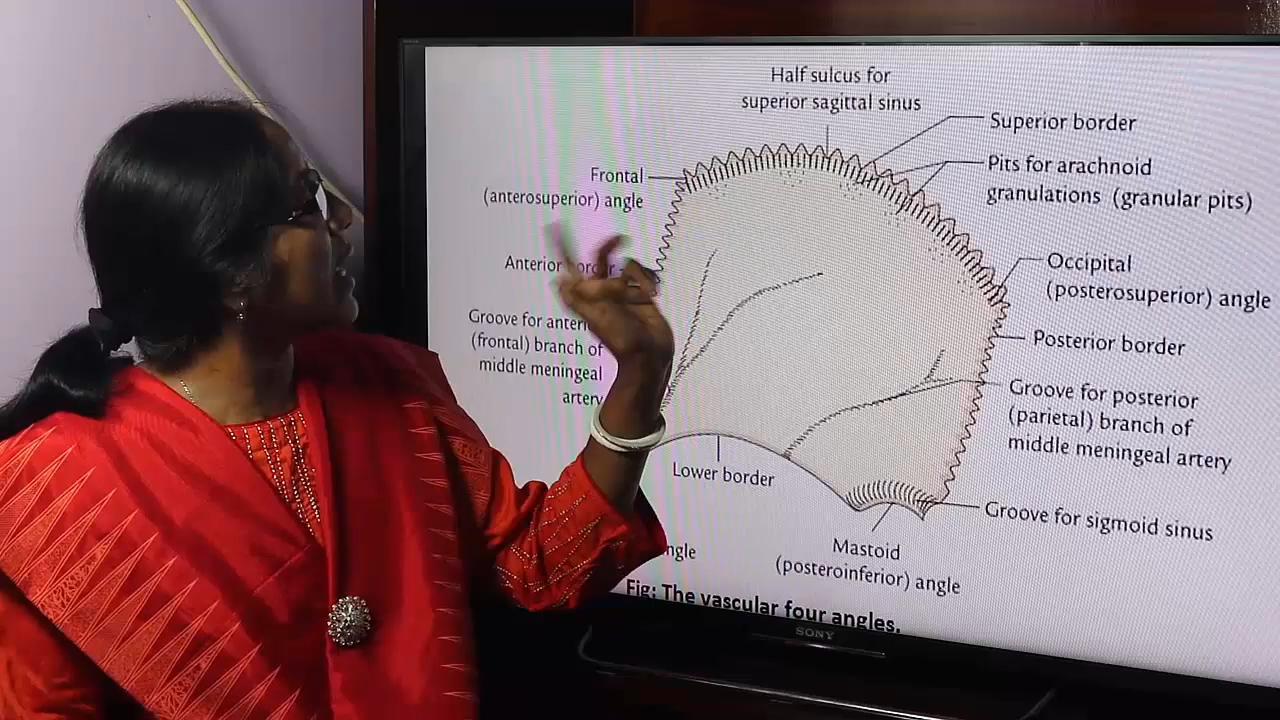 Half sulcus for
superior sagittal sinus
Superior border
Pits for arachnoid
granulations (granular pits)
Frontal
(anterosuperior) angle
Anterior border
Occipital
(posterosuperior) angle
Groove for
(frontal) branch of
middle meningeal
artery
Posterior border
Groove for posterior
(parietal) branch of
middle meningeal artery
Lower border
Groove for sigmoid sinus
Mastoid
(posteroinferior) angle
Fig: The vascular four angles.
SONY